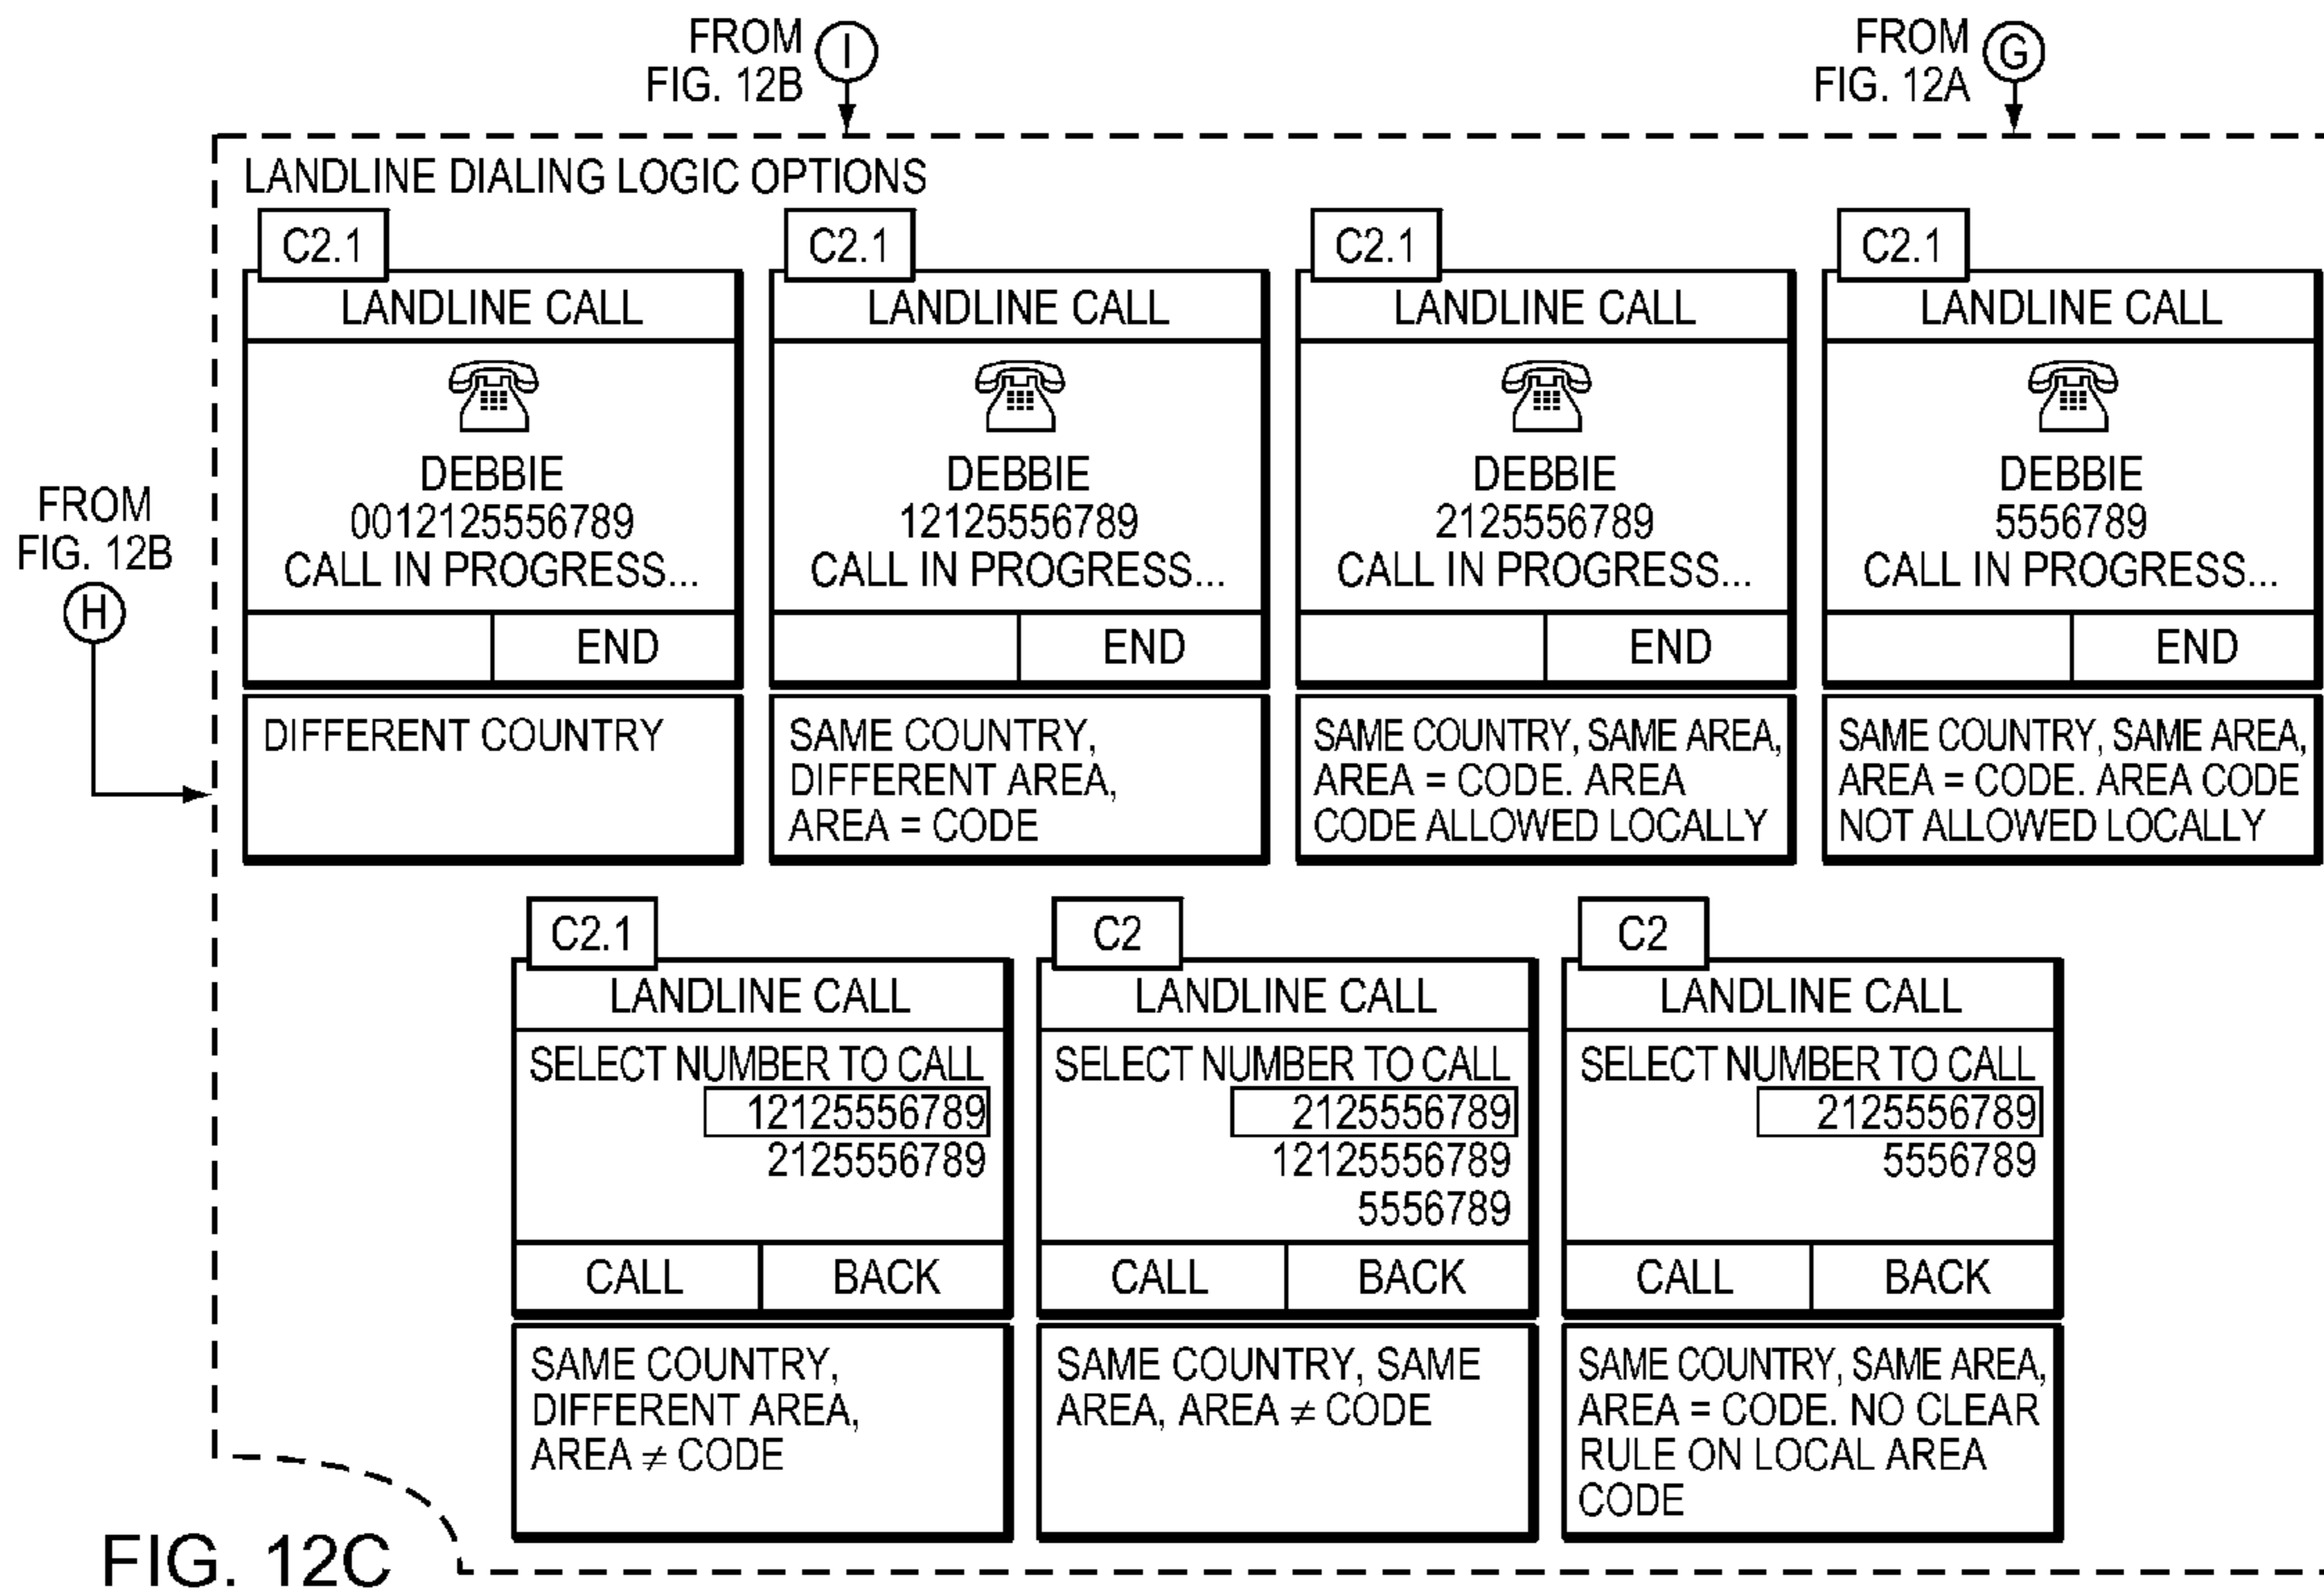 FROM
FIG. 12B
I
FROM
FIG. 12A
G
FROM
FIG. 12B
H
LANDLINE DIALING LOGIC OPTIONS
C2.1
LANDLINE CALL
DEBBIE
0012125556789
CALL IN PROGRESS...
END
DIFFERENT COUNTRY
C2.1
LANDLINE CALL
DEBBIE
12125556789
CALL IN PROGRESS...
END
SAME COUNTRY,
DIFFERENT AREA,
AREA = CODE
C2.1
LANDLINE CALL
DEBBIE
2125556789
CALL IN PROGRESS...
END
SAME COUNTRY, SAME AREA,
AREA = CODE. AREA
CODE ALLOWED LOCALLY
C2.1
LANDLINE CALL
DEBBIE
5556789
CALL IN PROGRESS...
END
SAME COUNTRY, SAME AREA,
AREA = CODE. AREA CODE
NOT ALLOWED LOCALLY
C2.1
LANDLINE CALL
SELECT NUMBER TO CALL
12125556789
2125556789
CALL BACK
SAME COUNTRY,
DIFFERENT AREA,
AREA ≠ CODE
C2
LANDLINE CALL
SELECT NUMBER TO CALL
2125556789
12125556789
5556789
CALL BACK
SAME COUNTRY, SAME
AREA, AREA ≠ CODE
C2
LANDLINE CALL
SELECT NUMBER TO CALL
2125556789
5556789
CALL BACK
SAME COUNTRY, SAME AREA,
AREA = CODE. NO CLEAR
RULE ON LOCAL AREA
CODE
FIG. 12C